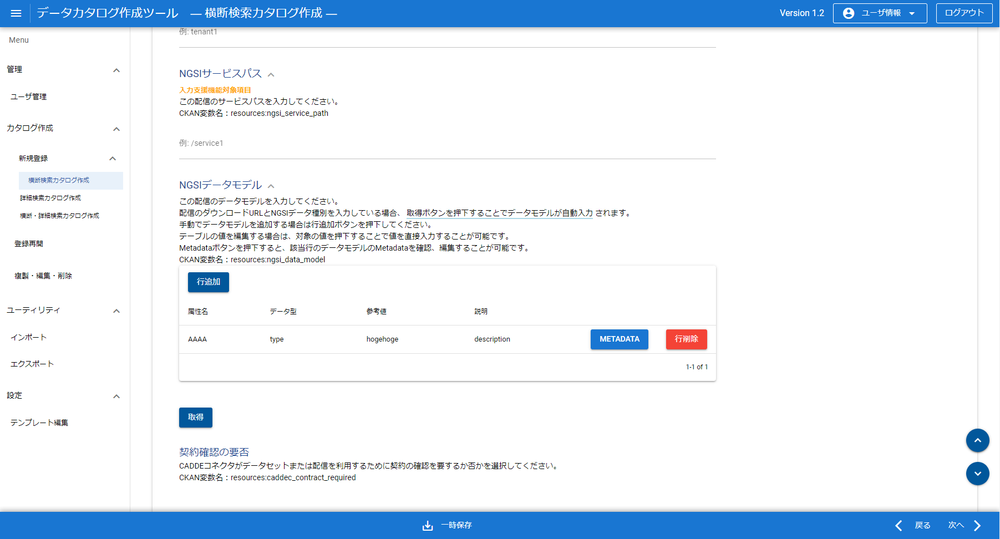 データカタログ作成ツール ― 横断検索カタログ作成 ―
Version 1.2
ユーザ情報
ログアウト
Menu
管理
ユーザ管理
カタログ作成
新規登録
横断検索カタログ作成
詳細検索カタログ作成
横断・詳細検索カタログ作成
登録再開
複製・編集・削除
ユーティリティ
インポート
エクスポート
設定
テンプレート編集
例: tenant1
NGSIサービスパス
入力支援機能対象項目
この配信のサービスパスを入力してください。
CKAN変数名：resources:ngsi_service_path
例: /service1
NGSIデータモデル
この配信のデータモデルを入力してください。
配信のダウンロードURLとNGSIデータ種別を入力している場合、 取得ボタンを押下することでデータモデルが自動入力 されます。
手動でデータモデルを追加する場合は行追加ボタンを押下してください。
テーブルの値を編集する場合は、対象の値を押下することで値を直接入力することが可能です。
Metadataボタンを押下すると、該当行のデータモデルのMetadataを確認、編集することが可能です。
CKAN変数名：resources:ngsi_data_model
行追加
属性名 データ型 参考値 説明
AAAA type hogehoge description METADATA 行削除
1-1 of 1
取得
契約確認の要否
CADDEコネクタがデータセットまたは配信を利用するために契約の確認を要するか否かを選択してください。
CKAN変数名：resources:caddec_contract_required
一時保存
戻る
次へ